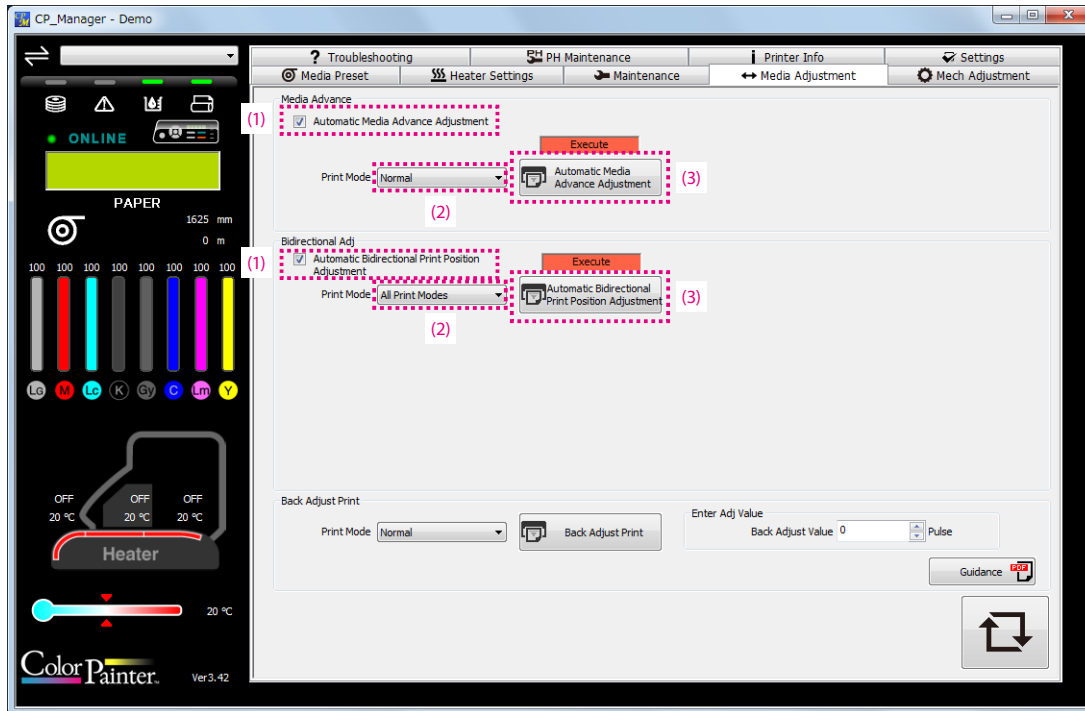 CP_Manager - Demo
? Troubleshooting
PH PH Maintenance
Printer Info
Settings
Media Preset
Heater Settings
Maintenance
Media Adjustment
Mech Adjustment
ONLINE
PAPER
1625 mm
0 m
100 100 100 100 100 100 100 100
Lg M Lc K Gy C Lm Y
OFF OFF OFF
20 ℃ 20 ℃ 20 ℃
Heater
20 ℃
Color Painter™ Ver3.42
Media Advance
(1) Automatic Media Advance Adjustment
Execute
Print Mode Normal
(2)
Automatic Media
Advance Adjustment
(3)
Bidirectional Adj
(1) Automatic Bidirectional Print Position
Adjustment
Execute
Print Mode All Print Modes
(2)
Automatic Bidirectional
Print Position Adjustment
(3)
Back Adjust Print
Print Mode Normal
Back Adjust Print
Enter Adj Value
Back Adjust Value 0 Pulse
Guidance PDF